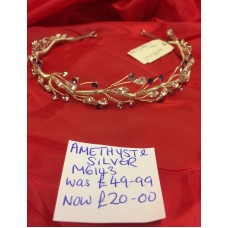 AMETHYST &
SILVER
M6143
WAS £49-99
NOW £20-00